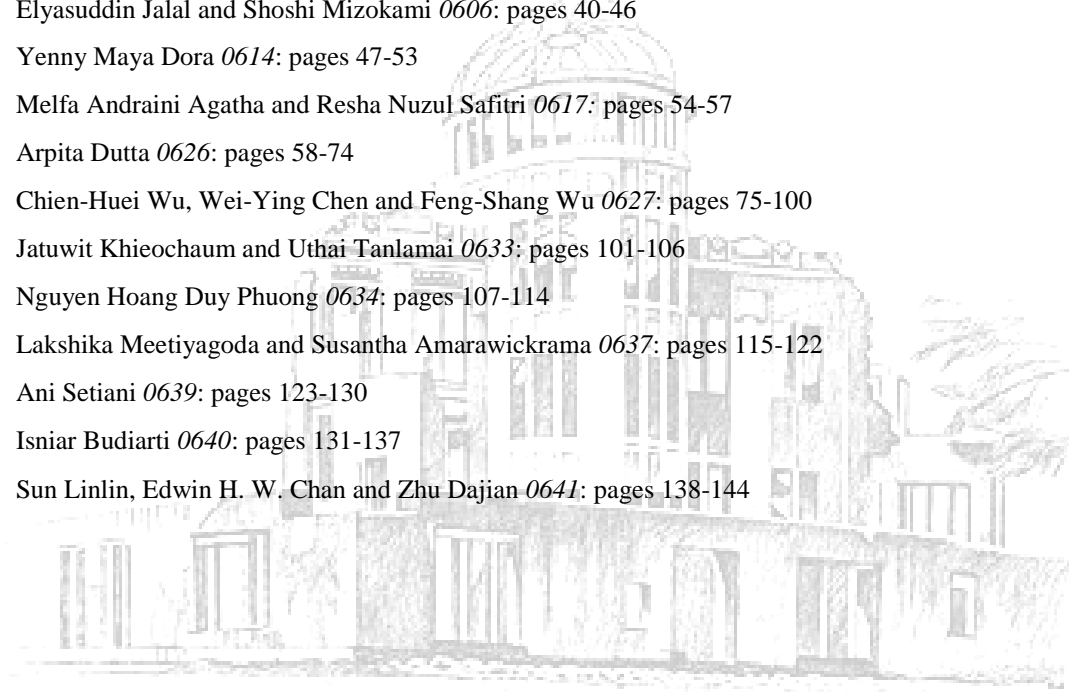 Elyasuddin Jalal and Shoshi Mizokami 0606: pages 40-46
Yenny Maya Dora 0614: pages 47-53
Melfa Andraini Agatha and Resha Nuzul Safitri 0617: pages 54-57
Arpita Dutta 0626: pages 58-74
Chien-Huei Wu, Wei-Ying Chen and Feng-Shang Wu 0627: pages 75-100
Jatuwit Khieochaum and Uthai Tanlamai 0633: pages 101-106
Nguyen Hoang Duy Phuong 0634: pages 107-114
Lakshika Meetiyagoda and Susantha Amarawickrama 0637: pages 115-122
Ani Setiani 0639: pages 123-130
Isniar Budiarti 0640: pages 131-137
Sun Linlin, Edwin H. W. Chan and Zhu Dajian 0641: pages 138-144